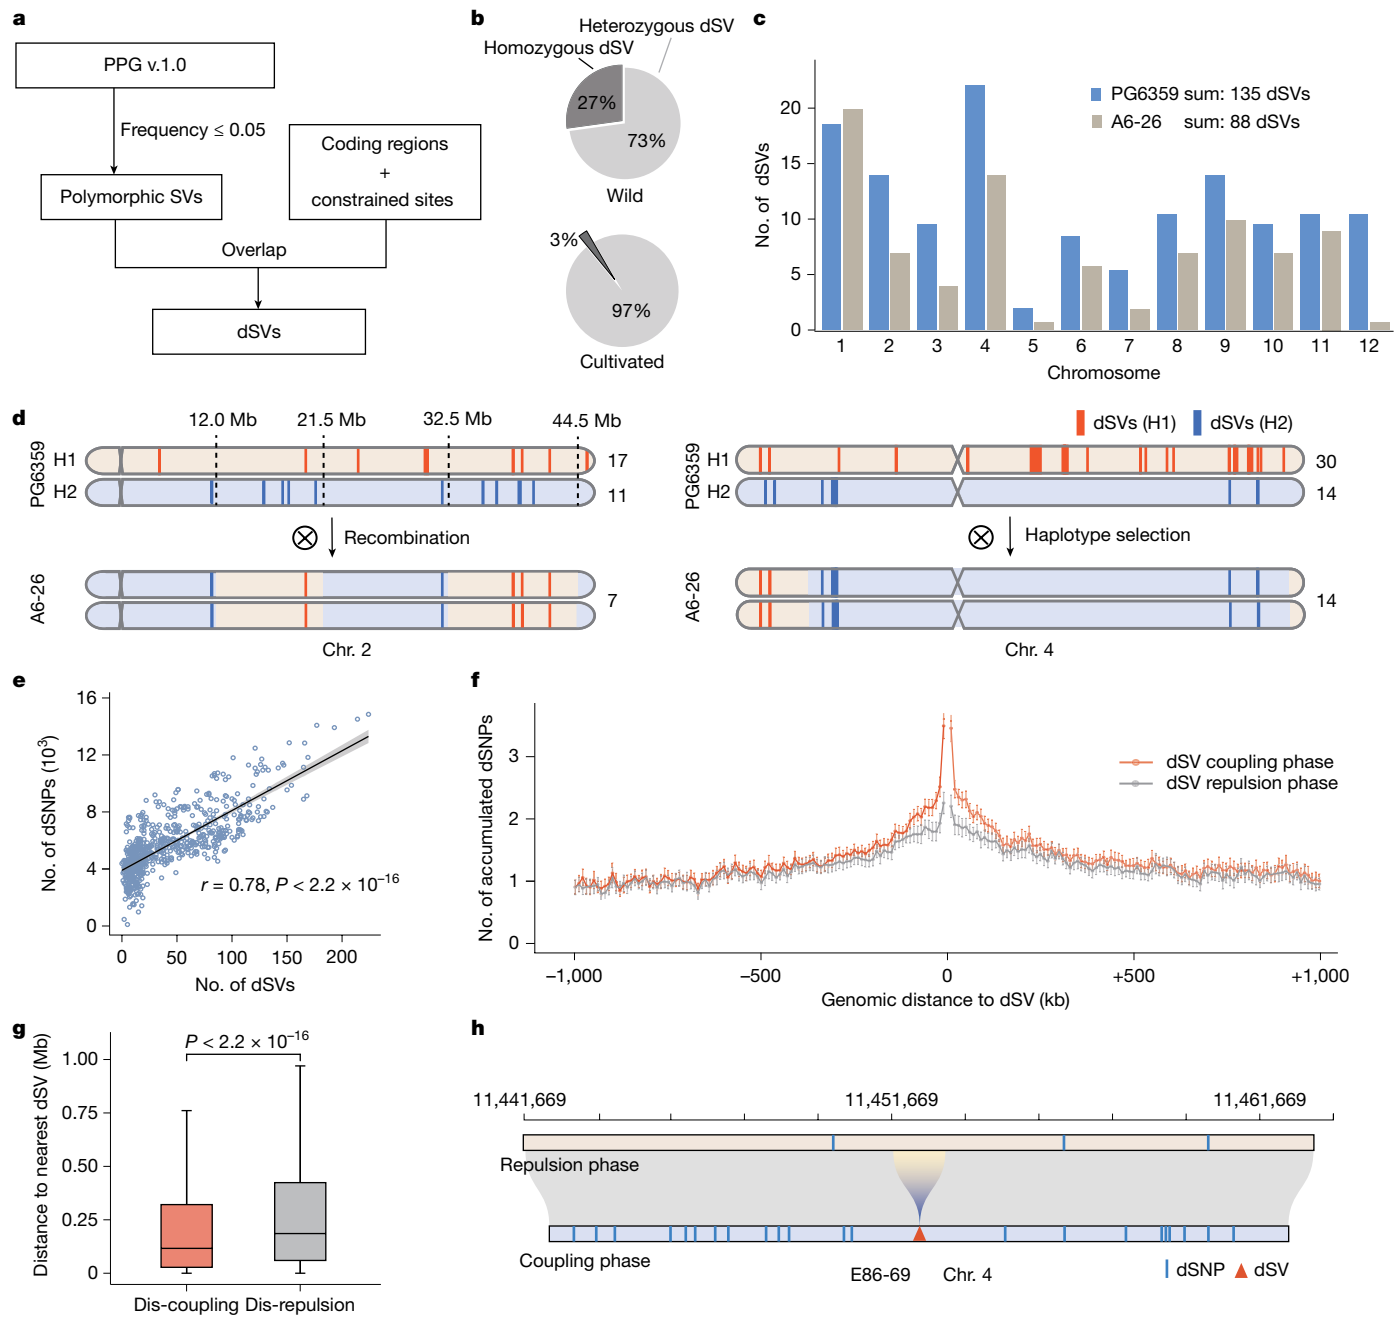 a
PPG v.1.0
Frequency ≤ 0.05
Polymorphic SVs
Coding regions
+
constrained sites
Overlap
dSVs
b
Heterozygous dSV
Homozygous dSV
27%
73%
Wild
3%
97%
Cultivated
c
No. of dSVs
20
15
10
5
0
PG6359 sum: 135 dSVs
A6-26 sum: 88 dSVs
1 2 3 4 5 6 7 8 9 10 11 12
Chromosome
d
12.0 Mb 21.5 Mb 32.5 Mb 44.5 Mb
PG6359
H1
17
H2
11
Recombination
A6-26
7
Chr. 2
dSVs (H1) dSVs (H2)
PG6359
H1
30
H2
14
Haplotype selection
A6-26
14
Chr. 4
e
No. of dSNPs (10³)
16
12
8
4
0
r = 0.78, P < 2.2 × 10⁻¹⁶
0 50 100 150 200
No. of dSVs
f
No. of accumulated dSNPs
3
2
1
0
dSV coupling phase
dSV repulsion phase
−1,000 −500 0 +500 +1,000
Genomic distance to dSV (kb)
g
Distance to nearest dSV (Mb)
P < 2.2 × 10⁻¹⁶
1.00
0.75
0.50
0.25
0
Dis-coupling Dis-repulsion
h
11,441,669 11,451,669 11,461,669
Repulsion phase
Coupling phase
E86-69 Chr. 4
dSNP dSV